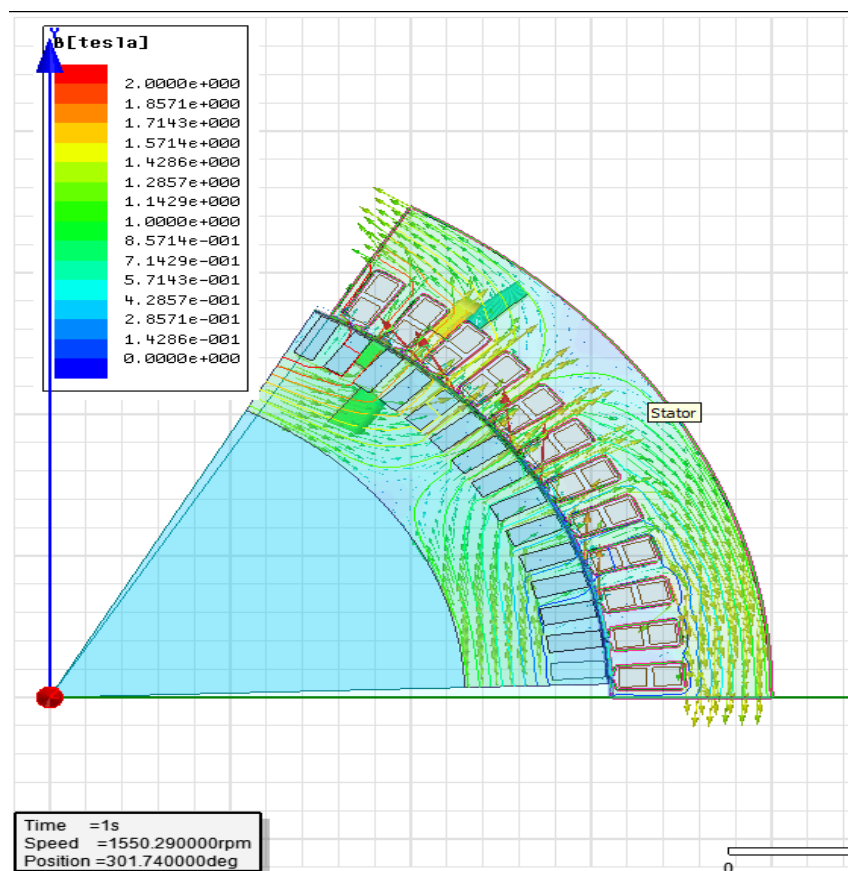 Y
B[tesla]
2.0000e+000
1.8571e+000
1.7143e+000
1.5714e+000
1.4286e+000
1.2857e+000
1.1429e+000
1.0000e+000
8.5714e-001
7.1429e-001
5.7143e-001
4.2857e-001
2.8571e-001
1.4286e-001
0.0000e+000
Stator
Time =1s
Speed =1550.290000rpm
Position =301.740000deg
0